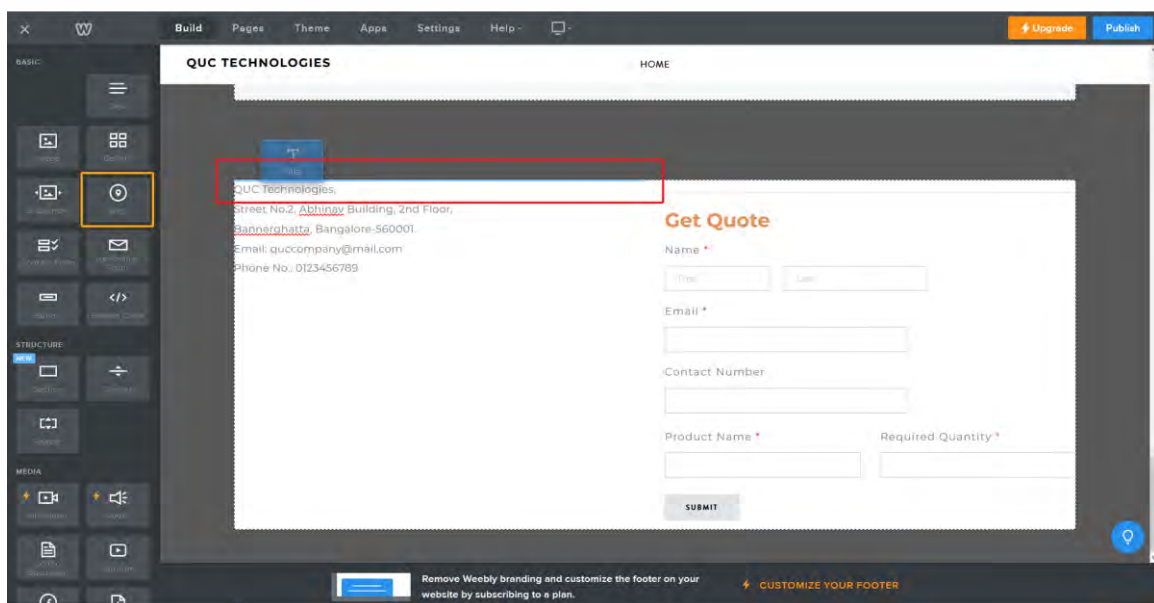 Build Pages Theme Apps Settings Help
Upgrade Publish
BASIC
QUC TECHNOLOGIES
HOME
QUC Technologies,
Street No.2, Abhinav Building, 2nd Floor,
Bannerghatta, Bangalore-560001.
Email: quccompany@mail.com
Phone No.: 0123456789
Get Quote
Name *
First Last
Email *
Contact Number
Product Name * Required Quantity *
SUBMIT
STRUCTURE
NEW
MEDIA
Remove Weebly branding and customize the footer on your
website by subscribing to a plan.
CUSTOMIZE YOUR FOOTER